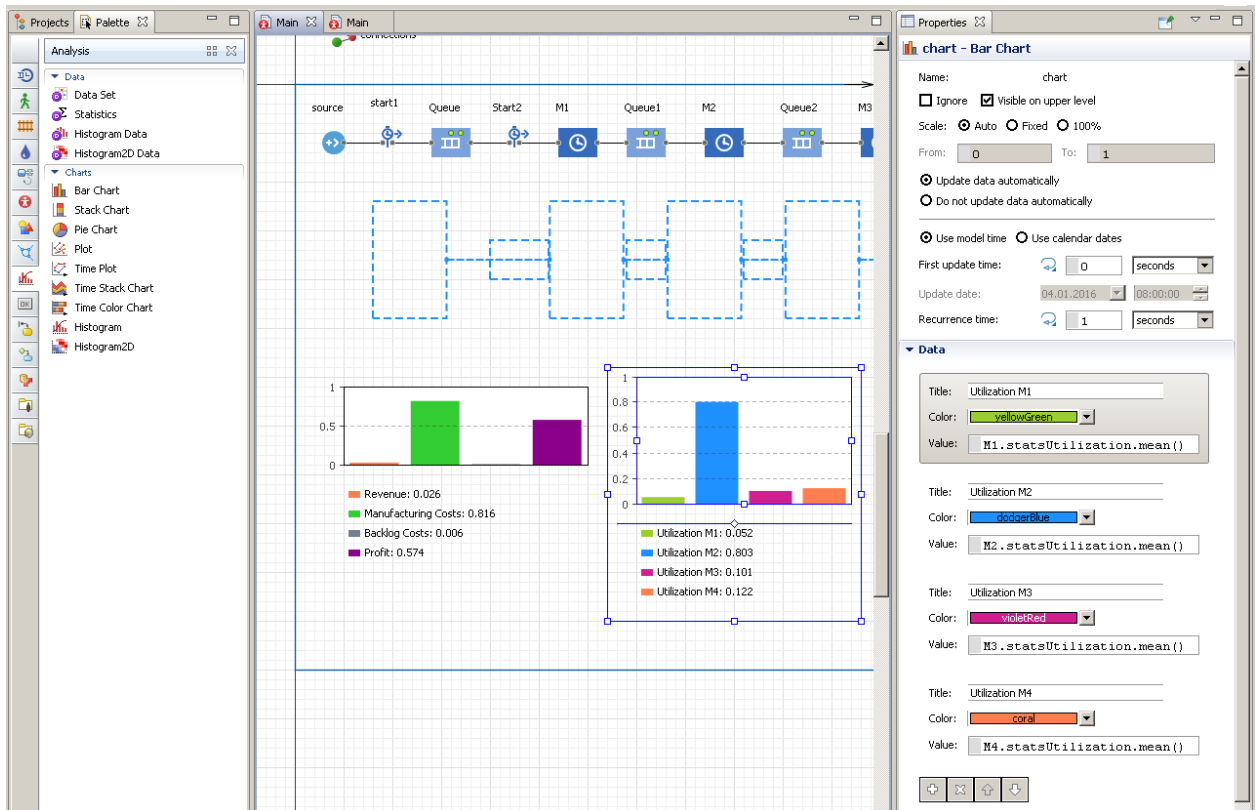 Projects
Palette
Analysis
Data
Data Set
Statistics
Histogram Data
Histogram2D Data
Charts
Bar Chart
Stack Chart
Pie Chart
Plot
Time Plot
Time Stack Chart
Time Color Chart
Histogram
Histogram2D
OK
Main
Main
connections
source
start1
Queue
Start2
M1
Queue1
M2
Queue2
M3
1
0.5
0
Revenue: 0.026
Manufacturing Costs: 0.816
Backlog Costs: 0.006
Profit: 0.574
1
0.8
0.6
0.4
0.2
0
Utilization M1: 0.052
Utilization M2: 0.803
Utilization M3: 0.101
Utilization M4: 0.122
Properties
chart - Bar Chart
Name: chart
Ignore Visible on upper level
Scale: Auto Fixed 100%
From: 0 To: 1
Update data automatically
Do not update data automatically
Use model time Use calendar dates
First update time: 0 seconds
Update date: 04.01.2016 08:00:00
Recurrence time: 1 seconds
Data
Title: Utilization M1
Color: yellowGreen
Value: M1.statsUtilization.mean()
Title: Utilization M2
Color: dodgerBlue
Value: M2.statsUtilization.mean()
Title: Utilization M3
Color: violetRed
Value: M3.statsUtilization.mean()
Title: Utilization M4
Color: coral
Value: M4.statsUtilization.mean()